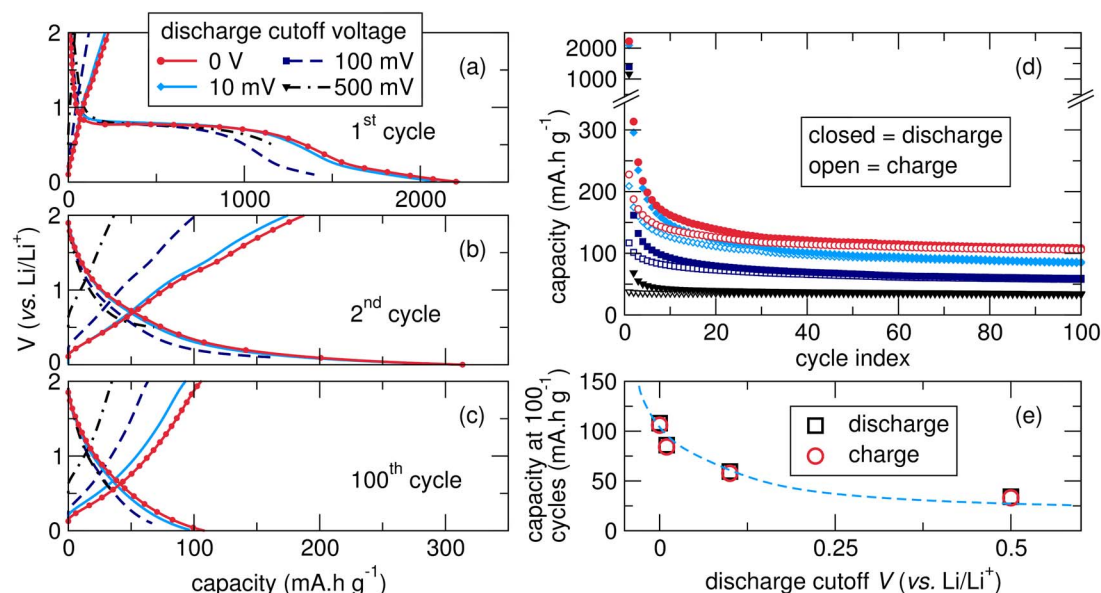 discharge cutoff voltage
0 V
100 mV
10 mV
500 mV
(a)
1st cycle
2
1
0
0
1000
2000
(b)
2nd cycle
2
1
0
V (vs. Li/Li+)
(c)
100th cycle
2
1
0
0
100
200
300
capacity (mA.h g-1)
(d)
closed = discharge
open = charge
2000
1000
300
200
100
0
capacity (mA.h g-1)
0
20
40
60
80
100
cycle index
(e)
discharge
charge
150
100
50
0
capacity at 100
cycles (mA.h g-1)
0
0.25
0.5
discharge cutoff V (vs. Li/Li+)